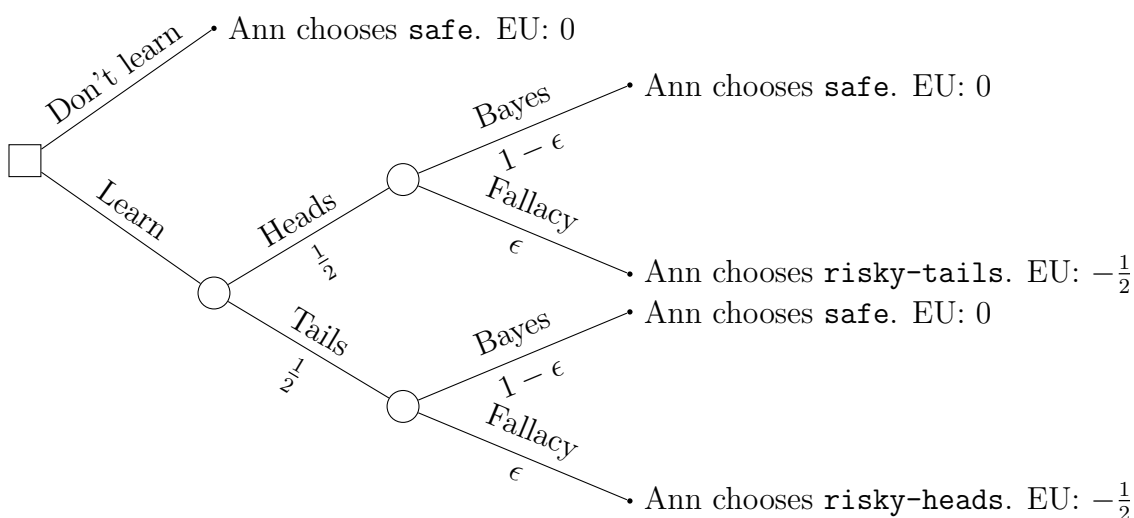 Don't learn
Ann chooses safe. EU: 0
Learn
Heads
1/2
Bayes
1 − ϵ
Ann chooses safe. EU: 0
Fallacy
ϵ
Ann chooses risky-tails. EU: −1/2
Tails
1/2
Bayes
1 − ϵ
Ann chooses safe. EU: 0
Fallacy
ϵ
Ann chooses risky-heads. EU: −1/2